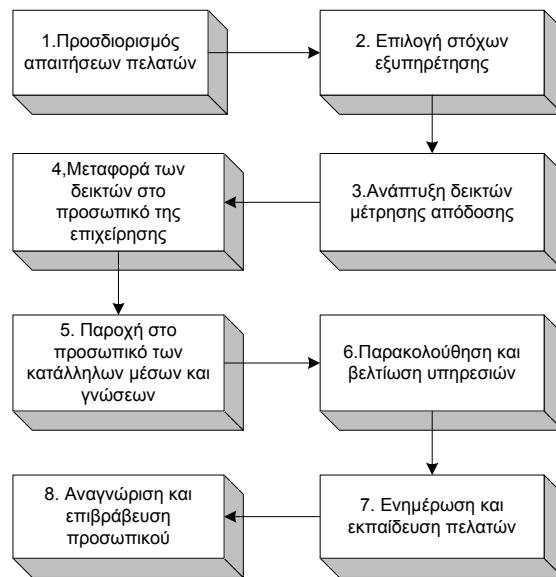 1.Προσδιορισμός
απαιτήσεων πελατών
2. Επιλογή στόχων
εξυπηρέτησης
3.Ανάπτυξη δεικτών
μέτρησης απόδοσης
4,Μεταφορά των
δεικτών στο
προσωπικό της
επιχείρησης
5. Παροχή στο
προσωπικό των
κατάλληλων μέσων και
γνώσεων
6.Παρακολούθηση και
βελτίωση υπηρεσιών
7. Ενημέρωση και
εκπαίδευση πελατών
8. Αναγνώριση και
επιβράβευση
προσωπικού